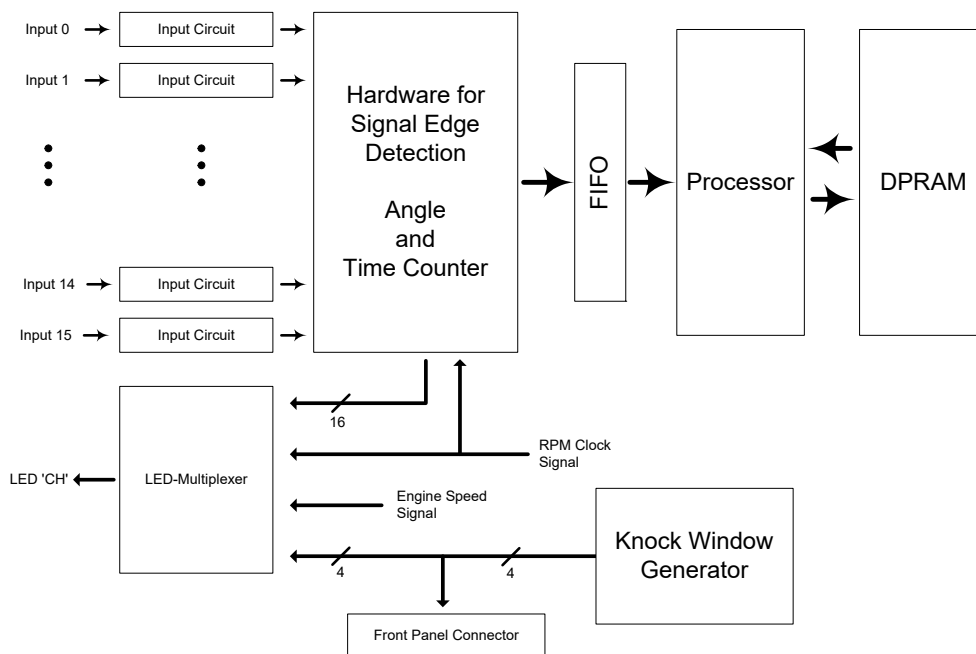 Input 0
Input Circuit
Input 1
Input Circuit
Hardware for
Signal Edge
Detection
Angle
and
Time Counter
FIFO
Processor
DPRAM
Input 14
Input Circuit
Input 15
Input Circuit
16
RPM Clock
Signal
LED 'CH'
LED-Multiplexer
Engine Speed
Signal
4
4
Knock Window
Generator
Front Panel Connector